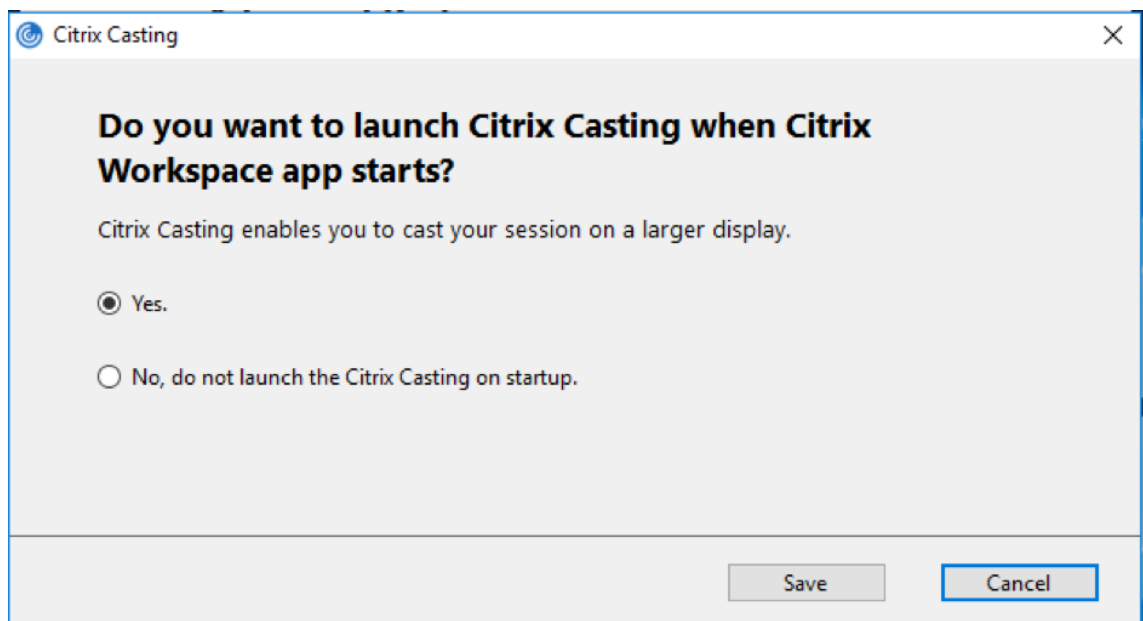 Citrix Casting
Do you want to launch Citrix Casting when Citrix
Workspace app starts?
Citrix Casting enables you to cast your session on a larger display.
Yes.
No, do not launch the Citrix Casting on startup.
Save Cancel